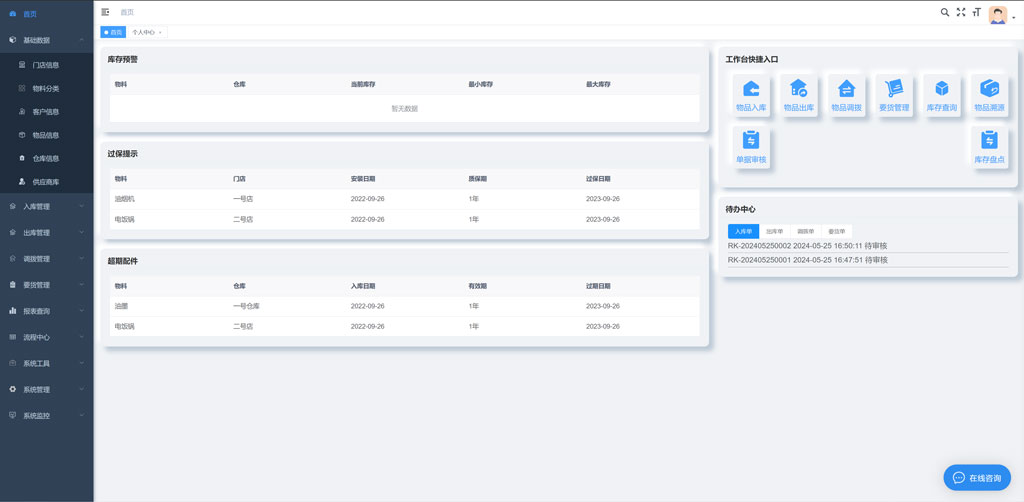 首页
基础数据
门店信息
物料分类
客户信息
物品信息
仓库信息
供应商库
入库管理
出库管理
调拨管理
要货管理
报表查询
流程中心
系统工具
系统管理
系统监控
首页
首页 个人中心 ×
库存预警
物料 仓库 当前库存 最小库存 最大库存
暂无数据
过保提示
物料 门店 安装日期 质保期 过保日期
油烟机 一号店 2022-09-26 1年 2023-09-26
电饭锅 二号店 2022-09-26 1年 2023-09-26
超期配件
物料 仓库 入库日期 有效期 过期日期
油墨 一号仓库 2022-09-26 1年 2023-09-26
电饭锅 二号店 2022-09-26 1年 2023-09-26
工作台快捷入口
物品入库 物品出库 物品调拨 要货管理 库存查询 物品溯源
单据审核 库存盘点
待办中心
入库单 出库单 调拨单 要货单
RK-202405250002 2024-05-25 16:50:11 待审核
RK-202405250001 2024-05-25 16:47:51 待审核
在线咨询